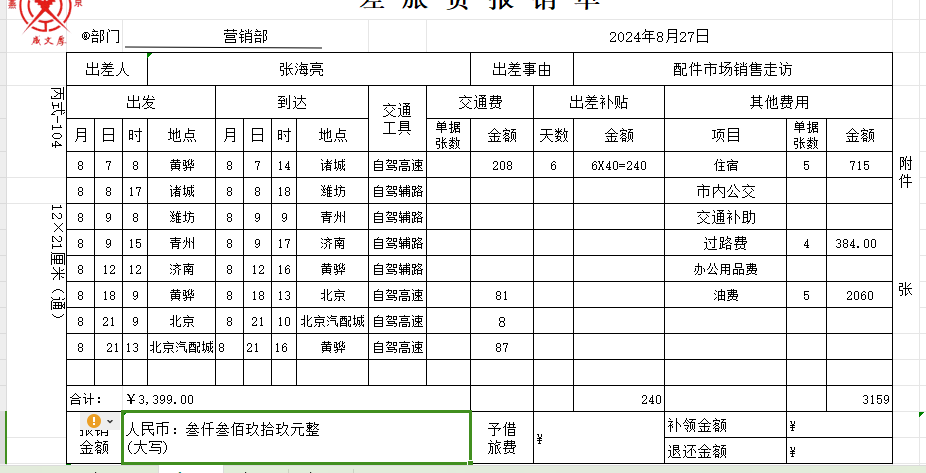 差旅费报销单
燕 京
成文厚
®部门 营销部 2024年8月27日
出差人 张海亮 出差事由 配件市场销售走访
出发 到达 交通工具 交通费 出差补贴 其他费用
月 日 时 地点 月 日 时 地点 单据张数 金额 天数 金额 项目 单据张数 金额
8 7 8 黄骅 8 7 14 诸城 自驾高速 208 6 6X40=240 住宿 5 715
8 8 17 诸城 8 8 18 潍坊 自驾辅路 市内公交
8 9 8 潍坊 8 9 9 青州 自驾辅路 交通补助
8 9 15 青州 8 9 17 济南 自驾辅路 过路费 4 384.00
8 12 12 济南 8 12 16 黄骅 自驾辅路 办公用品费
8 18 9 黄骅 8 18 13 北京 自驾高速 81 油费 5 2060
8 21 9 北京 8 21 10 北京汽配城 自驾高速 8
8 21 13 北京汽配城 8 21 16 黄骅 自驾高速 87
合计: ¥3,399.00 240 3159
报销金额 人民币: 叁仟叁佰玖拾玖元整
(大写)
予借旅费 ¥ 补领金额 ¥
退还金额 ¥
丙式-104
12×21厘米(通)
附件
张